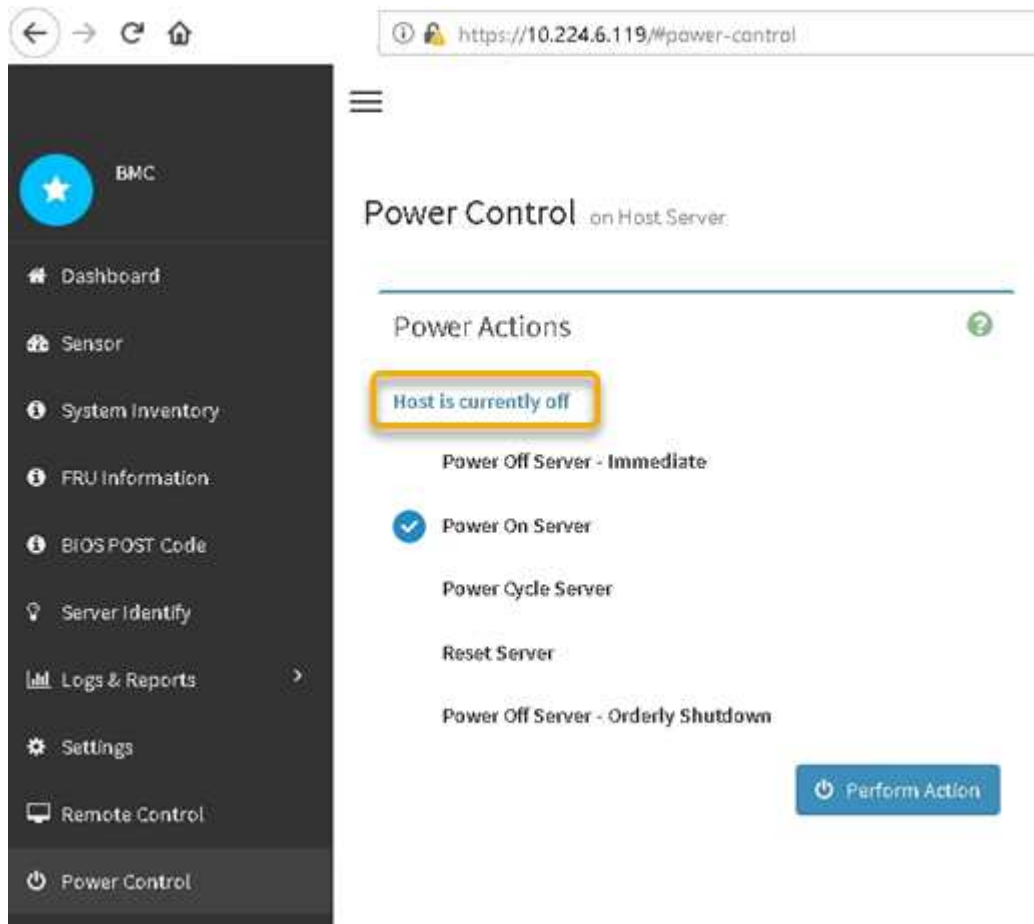 https://10.224.6.119/#power-control
BMC
Dashboard
Sensor
System Inventory
FRU Information
BIOS POST Code
Server Identify
Logs & Reports
Settings
Remote Control
Power Control
Power Control on Host Server
Power Actions
Host is currently off
Power Off Server - Immediate
Power On Server
Power Cycle Server
Reset Server
Power Off Server - Orderly Shutdown
Perform Action